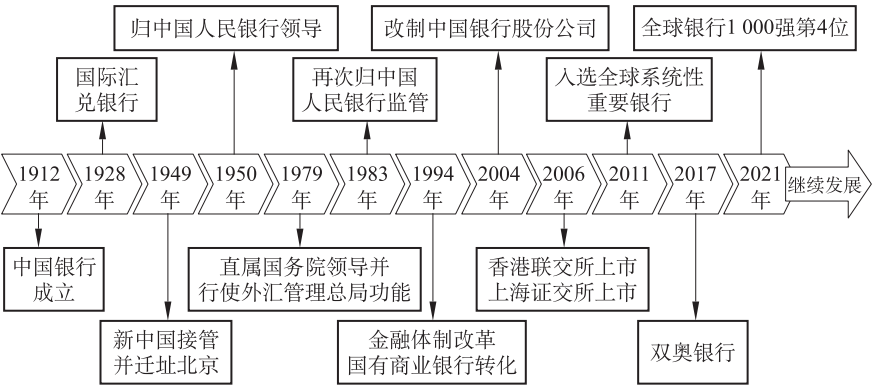 归中国人民银行领导
改制中国银行股份公司
全球银行1 000强第4位
国际汇
兑银行
再次归中国
人民银行监管
入选全球系统性
重要银行
1912
年
1928
年
1949
年
1950
年
1979
年
1983
年
1994
年
2004
年
2006
年
2011
年
2017
年
2021
年
继续发展
中国银行
成立
直属国务院领导并
行使外汇管理总局功能
香港联交所上市
上海证交所上市
新中国接管
并迁址北京
金融体制改革
国有商业银行转化
双奥银行